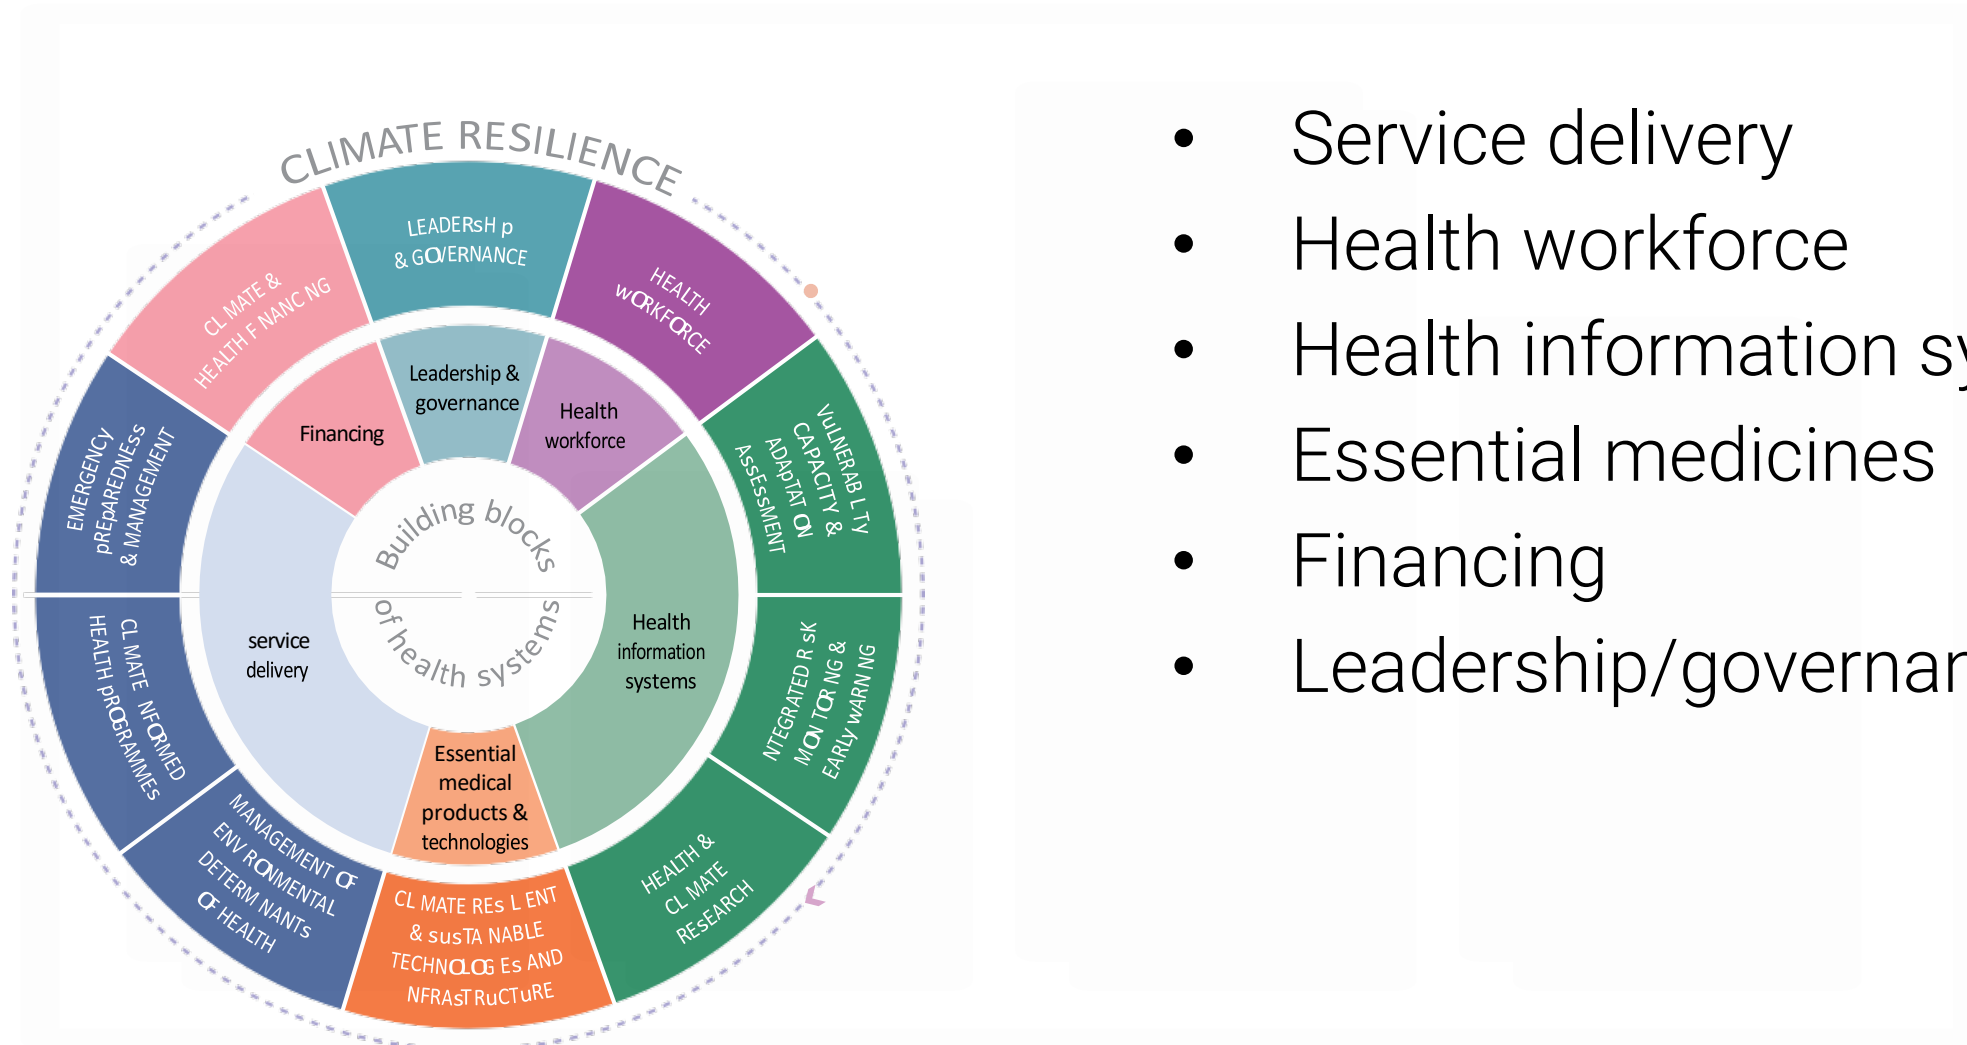 CLIMATE RESILIENCE
LEADERsH p
& GOVERNANCE
HEALTH
wORKFORCE
VuLNERAB L TY
CAPACITY &
ADApTAT ON
AssEssMENT
NTEGRATED R sK
MON TOR NG &
EARLy wARN NG
HEALTH &
CL MATE
REsEARCH
CL MATE REs L ENT
& susTA NABLE
TECHNOLOG Es AND
NFRAsTRuCTuRE
MANAGEMENT OF
ENV RONMENTAL
DETERM NANTs
OF HEALTH
CL MATE NFORMED
HEALTH pROGRAMMES
EMERGENCy
pREpAREDNEss
& MANAGEMENT
CL MATE &
HEALTH F NANC NG
Leadership &
governance
Health
workforce
Health
information
systems
Essential
medical
products &
technologies
service
delivery
Financing
Building blocks
of health systems
• Service delivery
• Health workforce
• Health information sy
• Essential medicines
• Financing
• Leadership/governan